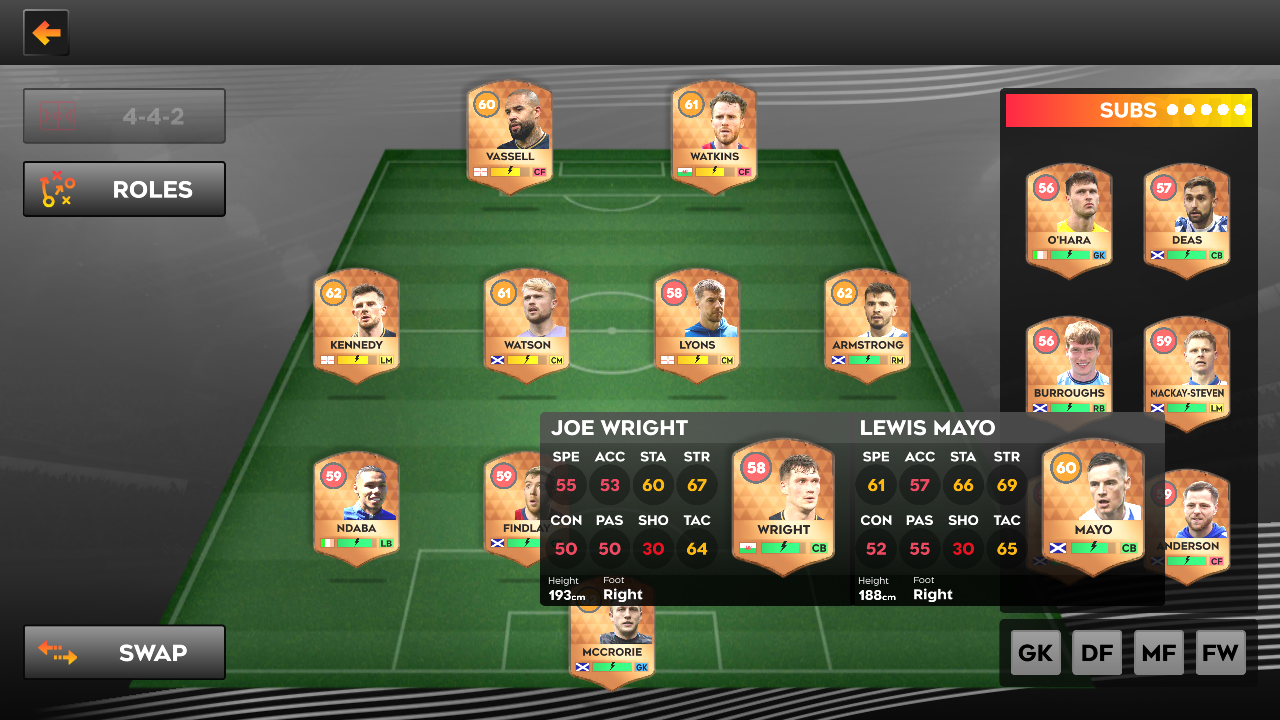 4-4-2
ROLES
SWAP
60
VASSELL
CF
61
WATKINS
CF
62
KENNEDY
LM
61
WATSON
CM
58
LYONS
CM
62
ARMSTRONG
RM
59
NDABA
LB
59
FINDLAY
MCCRORIE
GK
JOE WRIGHT
SPE ACC STA STR
55 53 60 67
CON PAS SHO TAC
50 50 30 64
Height Foot
193cm Right
58
WRIGHT
CB
LEWIS MAYO
SPE ACC STA STR
61 57 66 69
CON PAS SHO TAC
52 55 30 65
Height Foot
188cm Right
60
MAYO
CB
SUBS
56
O'HARA
GK
57
DEAS
CB
56
BURROUGHS
RB
59
MACKAY-STEVEN
LM
59
ANDERSON
CF
GK DF MF FW